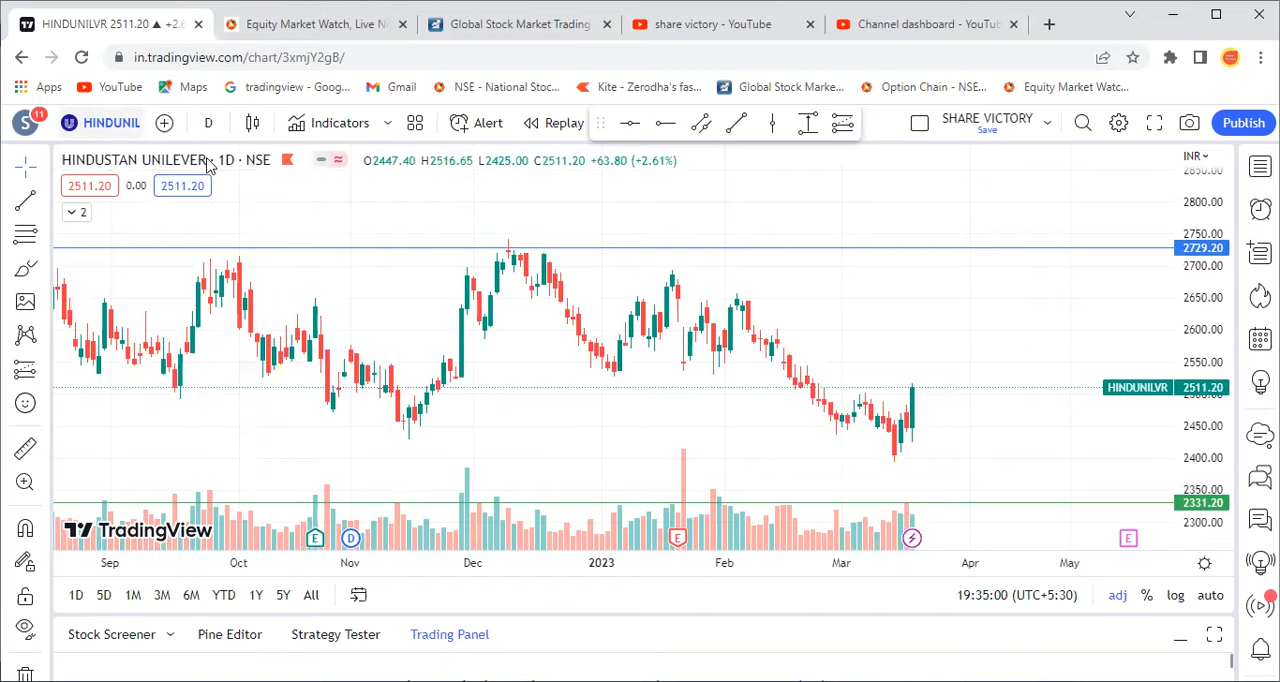 HINDUSTANUNILVR 2511.20 ▲ +2.6
Equity Market Watch, Live Ni
Global Stock Market Trading
share victory - YouTube
Channel dashboard - YouTub
in.tradingview.com/chart/3xmjY2gB/
Apps
YouTube
Maps
tradingview - Goog...
Gmail
NSE - National Stoc...
Kite - Zerodha's fas...
Global Stock Marke...
Option Chain - NSE...
Equity Market Watc...
S
11
HINDUNIL
D
Indicators
Alert
Replay
SHARE VICTORY
Save
Publish
HINDUSTAN UNILEVER · 1D · NSE
O2447.40 H2516.65 L2425.00 C2511.20 +63.80 (+2.61%)
INR
2511.20 0.00 2511.20
2
2850.00
2800.00
2750.00
2729.20
2700.00
2650.00
2600.00
2550.00
HINDUNILVR 2511.20
2500.00
2450.00
2400.00
2350.00
2331.20
2300.00
TradingView
E
D
E
E
Sep Oct Nov Dec 2023 Feb Mar Apr May
1D 5D 1M 3M 6M YTD 1Y 5Y All
19:35:00 (UTC+5:30) adj % log auto
Stock Screener Pine Editor Strategy Tester Trading Panel